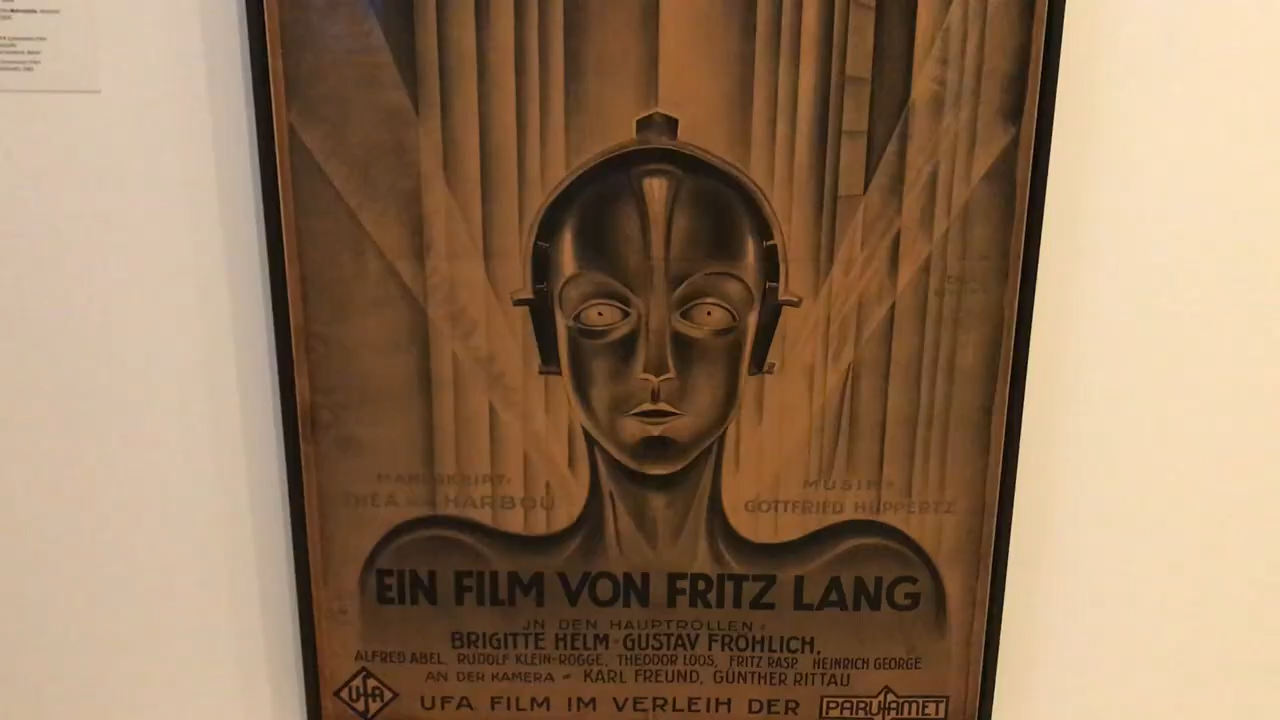 MANUSKRIPT:
THEA VON HARBOU
MUSIK:
GOTTFRIED HUPPERTZ
EIN FILM VON FRITZ LANG
IN DEN HAUPTROLLEN:
BRIGITTE HELM · GUSTAV FRÖHLICH,
ALFRED ABEL, RUDOLF KLEIN-ROGGE, THEODOR LOOS, FRITZ RASP, HEINRICH GEORGE
AN DER KAMERA = KARL FREUND, GÜNTHER RITTAU
UFA
UFA FILM IM VERLEIH DER
PARUFAMET